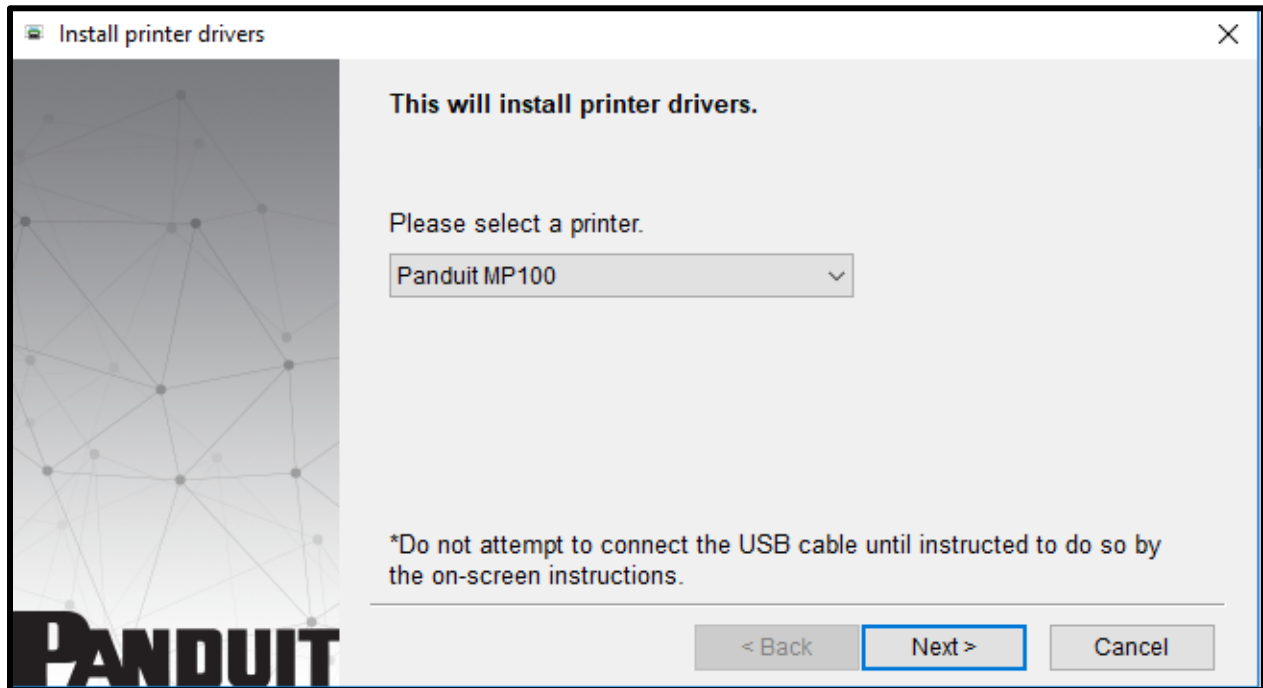 Install printer drivers
This will install printer drivers.
Please select a printer.
Panduit MP100
*Do not attempt to connect the USB cable until instructed to do so by
the on-screen instructions.
PANDUIT
< Back
Next >
Cancel